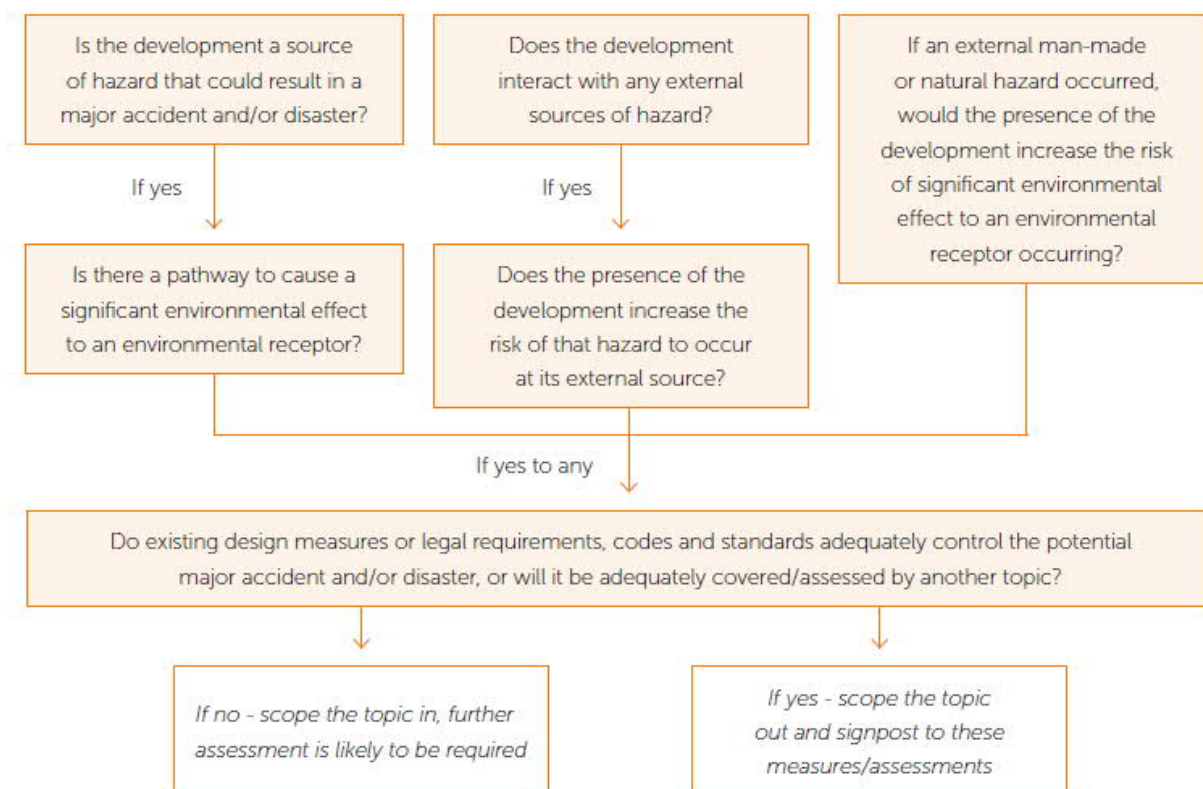 Is the development a source
of hazard that could result in a
major accident and/or disaster?
Does the development
interact with any external
sources of hazard?
If an external man-made
or natural hazard occurred,
would the presence of the
development increase the risk
of significant environmental
effect to an environmental
receptor occurring?
If yes
If yes
Is there a pathway to cause a
significant environmental effect
to an environmental receptor?
Does the presence of the
development increase the
risk of that hazard to occur
at its external source?
If yes to any
Do existing design measures or legal requirements, codes and standards adequately control the potential
major accident and/or disaster, or will it be adequately covered/assessed by another topic?
If no - scope the topic in, further
assessment is likely to be required
If yes - scope the topic
out and signpost to these
measures/assessments